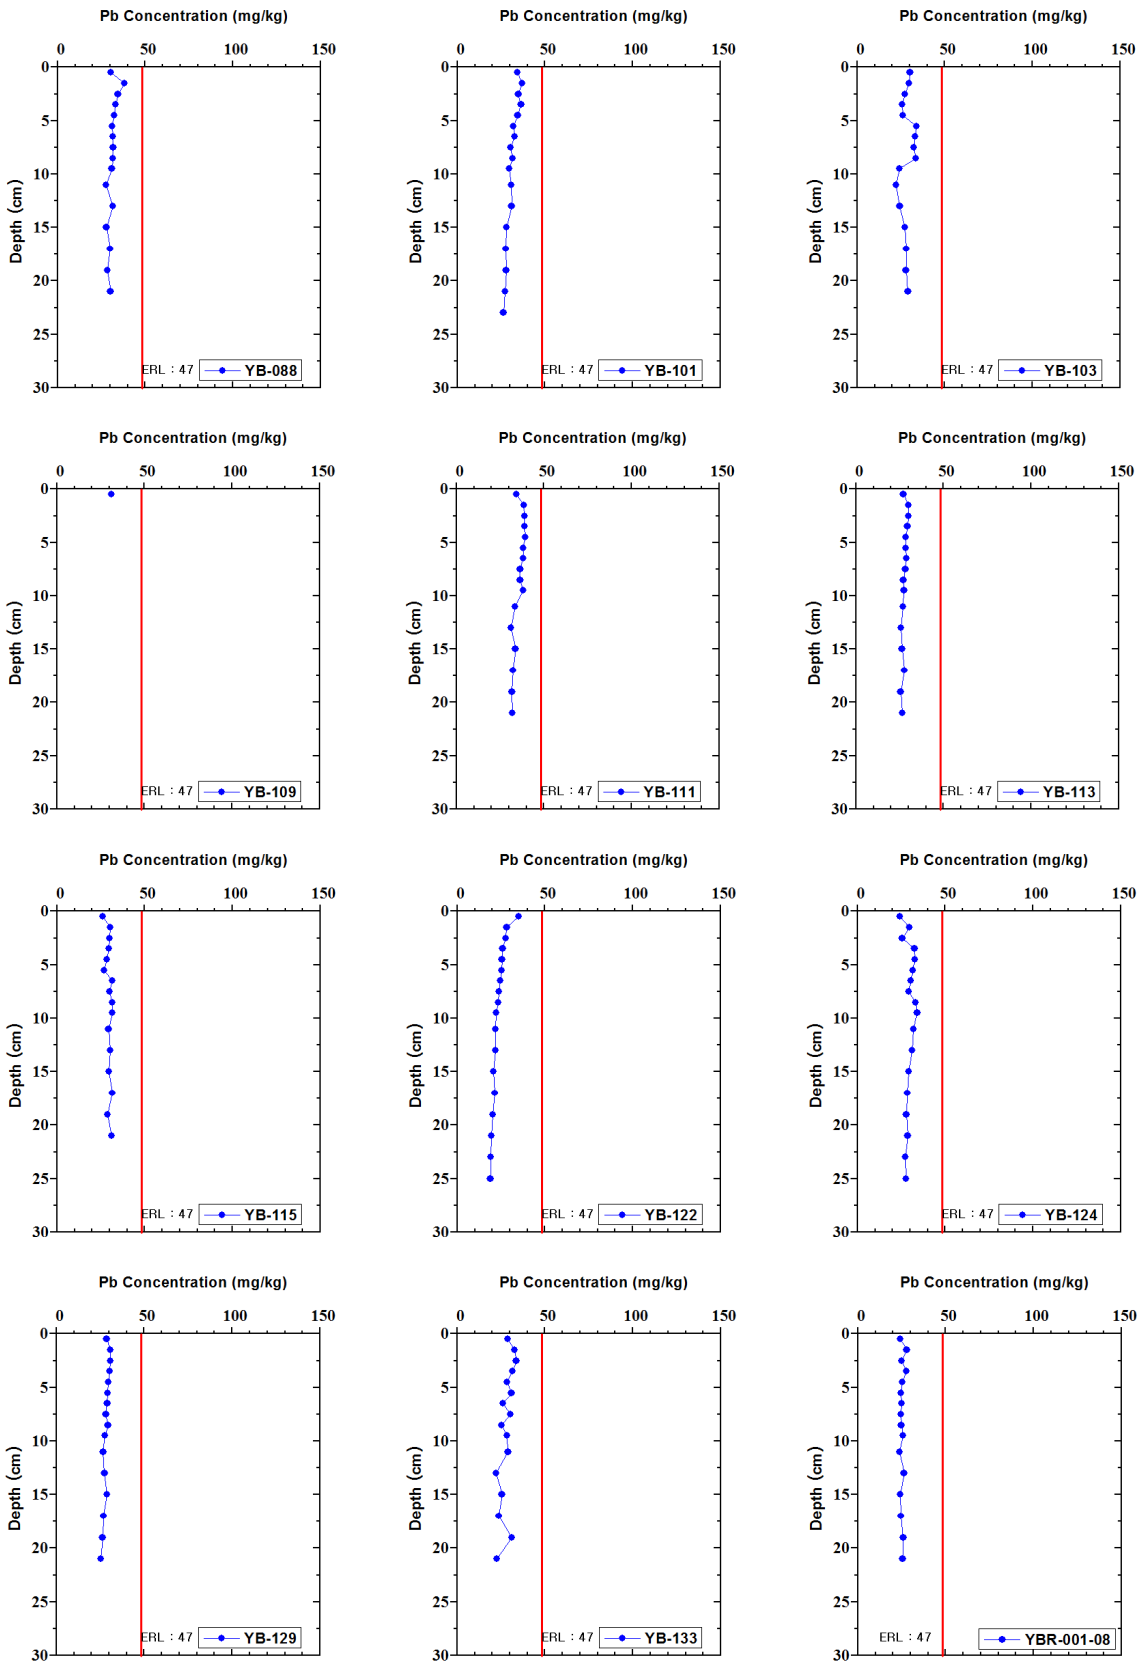 Pb Concentration (mg/kg) Pb Concentration (mg/kg) Pb Concentration (mg/kg)
0 50 100 150 0 50 100 150 0 50 100 150
0 0 0
5 5 5
10 10 10
15 15 15
20 20 20
25 25 25
30 30 30
Depth (cm) Depth (cm) Depth (cm)
ERL : 47 YB-088 ERL : 47 YB-101 ERL : 47 YB-103
Pb Concentration (mg/kg) Pb Concentration (mg/kg) Pb Concentration (mg/kg)
0 50 100 150 0 50 100 150 0 50 100 150
0 0 0
5 5 5
10 10 10
15 15 15
20 20 20
25 25 25
30 30 30
Depth (cm) Depth (cm) Depth (cm)
ERL : 47 YB-109 ERL : 47 YB-111 ERL : 47 YB-113
Pb Concentration (mg/kg) Pb Concentration (mg/kg) Pb Concentration (mg/kg)
0 50 100 150 0 50 100 150 0 50 100 150
0 0 0
5 5 5
10 10 10
15 15 15
20 20 20
25 25 25
30 30 30
Depth (cm) Depth (cm) Depth (cm)
ERL : 47 YB-115 ERL : 47 YB-122 ERL : 47 YB-124
Pb Concentration (mg/kg) Pb Concentration (mg/kg) Pb Concentration (mg/kg)
0 50 100 150 0 50 100 150 0 50 100 150
0 0 0
5 5 5
10 10 10
15 15 15
20 20 20
25 25 25
30 30 30
Depth (cm) Depth (cm) Depth (cm)
ERL : 47 YB-129 ERL : 47 YB-133 ERL : 47 YBR-001-08